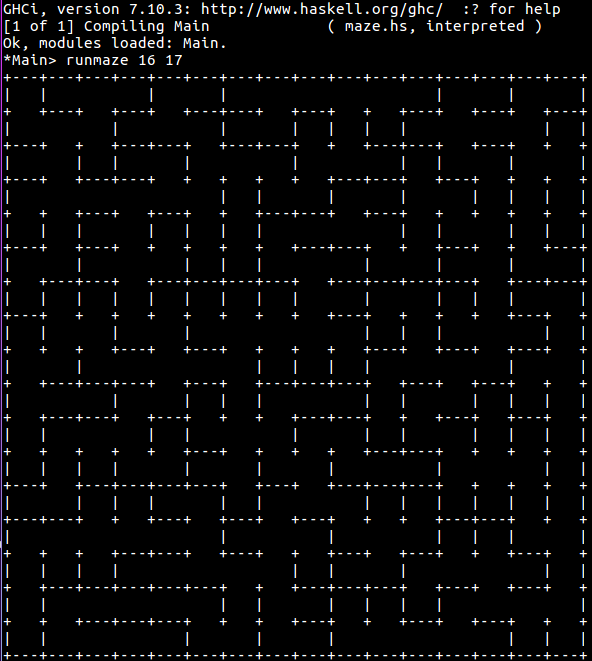 GHCi, version 7.10.3: http://www.haskell.org/ghc/  :? for help
[1 of 1] Compiling Main             ( maze.hs, interpreted )
Ok, modules loaded: Main.
*Main> runmaze 16 17